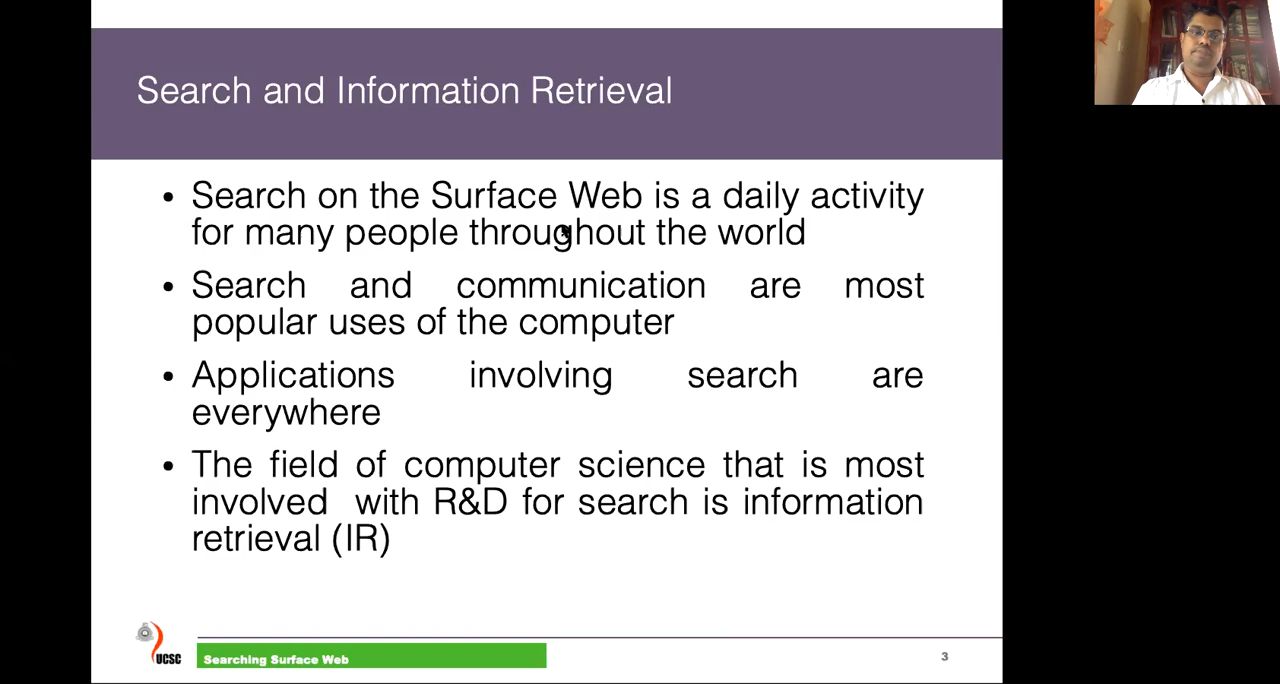 Search and Information Retrieval
• Search on the Surface Web is a daily activity
for many people throughout the world
• Search and communication are most
popular uses of the computer
• Applications involving search are
everywhere
• The field of computer science that is most
involved with R&D for search is information
retrieval (IR)
UCSC
Searching Surface Web
3